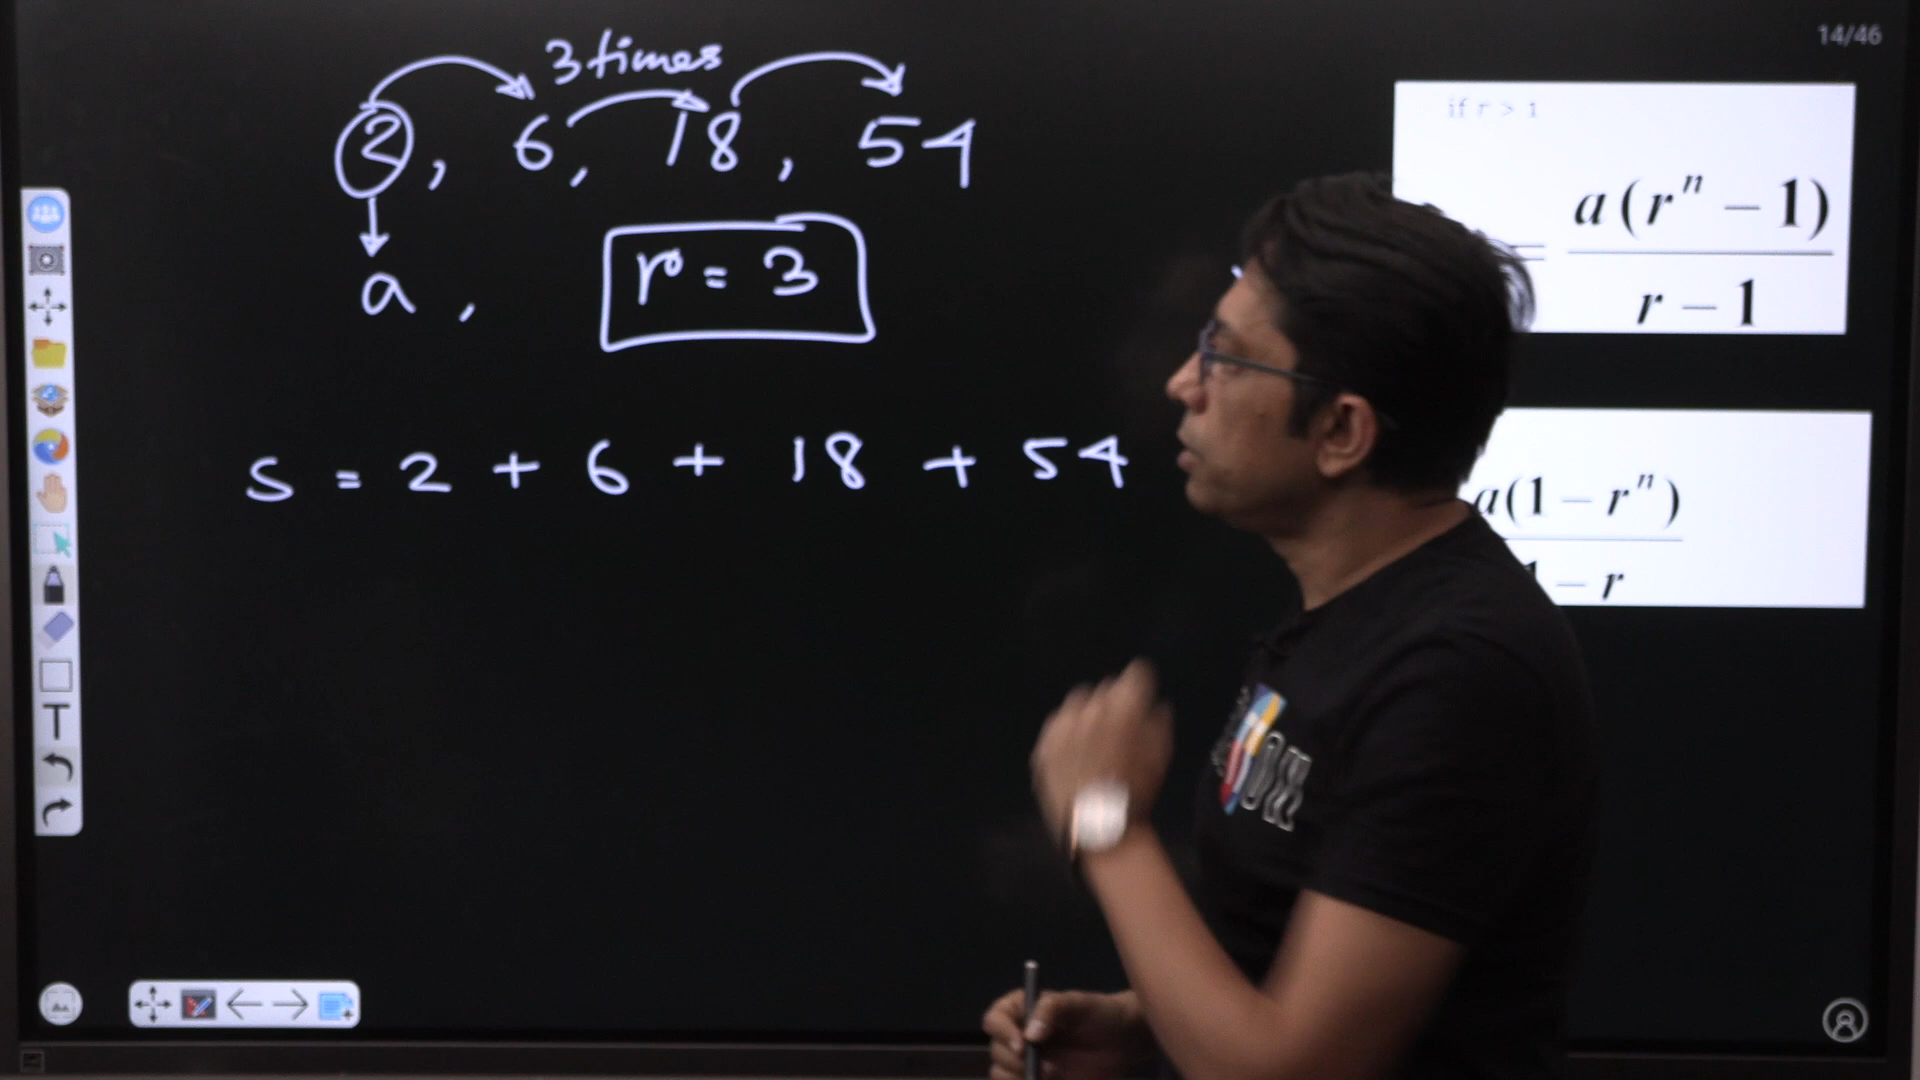 14/46
3 times
2, 6, 18, 54
a,
r = 3
S = 2 + 6 + 18 + 54
if r > 1
= a(rⁿ − 1)
r − 1
a(1 − rⁿ)
1 − r
T